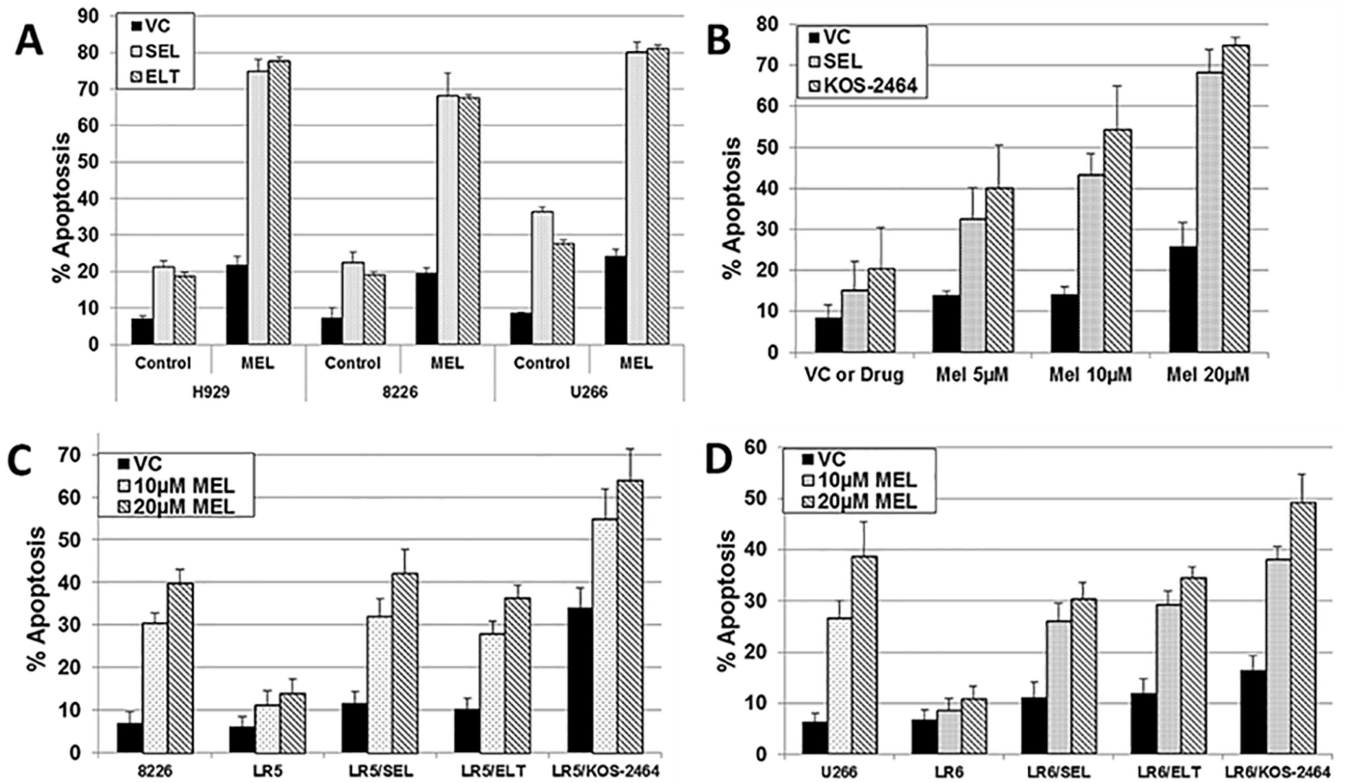 A
% Apoptossis
90
80
70
60
50
40
30
20
10
0
VC
SEL
ELT
Control MEL Control MEL Control MEL
H929 8226 U266
B
% Apoptosis
80
70
60
50
40
30
20
10
0
VC
SEL
KOS-2464
VC or Drug Mel 5µM Mel 10µM Mel 20µM
C
% Apoptosis
70
60
50
40
30
20
10
0
VC
10µM MEL
20µM MEL
8226 LR5 LR5/SEL LR5/ELT LR5/KOS-2464
D
% Apoptosis
60
50
40
30
20
10
0
VC
10µM MEL
20µM MEL
U266 LR6 LR6/SEL LR6/ELT LR6/KOS-2464